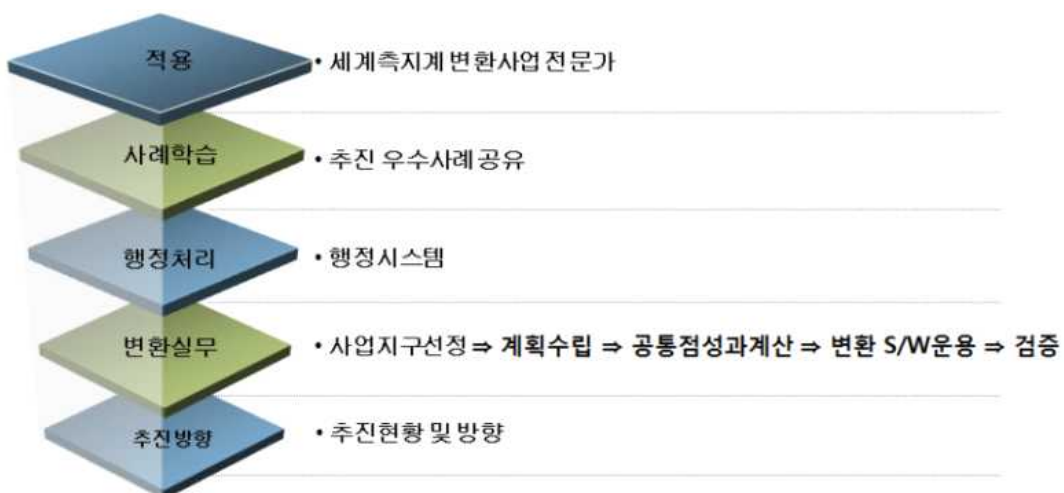 적용
• 세계측지계 변환사업 전문가
사례학습
• 추진 우수사례 공유
행정처리
• 행정시스템
변환실무
• 사업지구선정 ⇒ 계획수립 ⇒ 공통점성과계산 ⇒ 변환 S/W운용 ⇒ 검증
추진방향
• 추진현황 및 방향